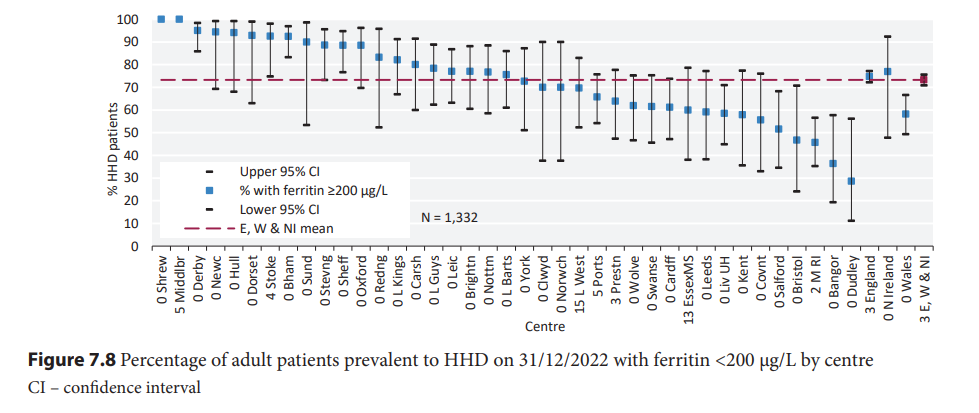 100
90
80
70
60
50
40
30
20
10
0
% HHD patients
Upper 95% CI
% with ferritin ≥200 µg/L
Lower 95% CI
E, W & NI mean
N = 1,332
0 Shrew
5 Middlbr
0 Derby
0 Newc
0 Hull
0 Dorset
4 Stoke
0 Bham
0 Sund
0 Stevng
0 Sheff
0 Oxford
0 Redng
0 L Kings
0 Carsh
0 L Guys
0 Leic
0 Brightn
0 Nottm
0 L Barts
0 York
0 Clwyd
0 Norwch
15 L West
5 Ports
3 Prestn
0 Wolve
0 Swanse
0 Cardff
13 EssexMS
0 Leeds
0 Liv UH
0 Kent
0 Covnt
0 Salford
0 Bristol
2 M RI
0 Bangor
0 Dudley
3 England
0 N Ireland
0 Wales
3 E, W & NI
Centre
Figure 7.8 Percentage of adult patients prevalent to HHD on 31/12/2022 with ferritin <200 µg/L by centre
CI – confidence interval